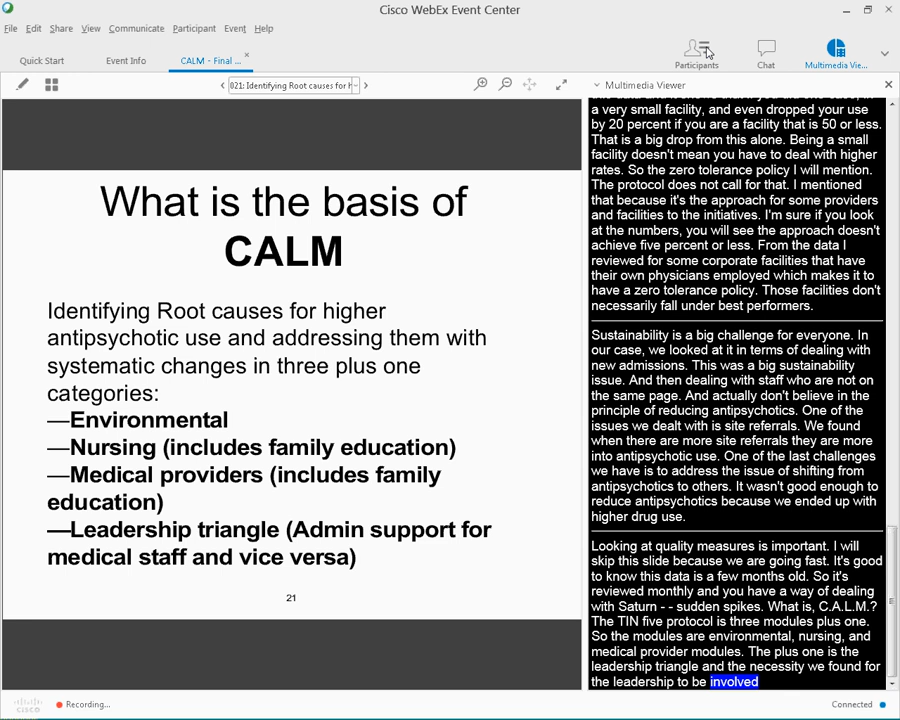 Cisco WebEx Event Center
File Edit Share View Communicate Participant Event Help
Quick Start Event Info CALM - Final ... Participants Chat Multimedia Vie...
021: Identifying Root causes for h
Multimedia Viewer
What is the basis of
CALM
Identifying Root causes for higher
antipsychotic use and addressing them with
systematic changes in three plus one
categories:
—Environmental
—Nursing (includes family education)
—Medical providers (includes family
education)
—Leadership triangle (Admin support for
medical staff and vice versa)
21
a very small facility, and even dropped your use
by 20 percent if you are a facility that is 50 or less.
That is a big drop from this alone. Being a small
facility doesn't mean you have to deal with higher
rates. So the zero tolerance policy I will mention.
The protocol does not call for that. I mentioned
that because it's the approach for some providers
and facilities to the initiatives. I'm sure if you look
at the numbers, you will see the approach doesn't
achieve five percent or less. From the data I
reviewed for some corporate facilities that have
their own physicians employed which makes it to
have a zero tolerance policy. Those facilities don't
necessarily fall under best performers.
Sustainability is a big challenge for everyone. In
our case, we looked at it in terms of dealing with
new admissions. This was a big sustainability
issue. And then dealing with staff who are not on
the same page. And actually don't believe in the
principle of reducing antipsychotics. One of the
issues we dealt with is site referrals. We found
when there are more site referrals they are more
into antipsychotic use. One of the last challenges
we have is to address the issue of shifting from
antipsychotics to others. It wasn't good enough to
reduce antipsychotics because we ended up with
higher drug use.
Looking at quality measures is important. I will
skip this slide because we are going fast. It's good
to know this data is a few months old. So it's
reviewed monthly and you have a way of dealing
with Saturn - - sudden spikes. What is, C.A.L.M.?
The TIN five protocol is three modules plus one.
So the modules are environmental, nursing, and
medical provider modules. The plus one is the
leadership triangle and the necessity we found for
the leadership to be involved
cisco Recording... Connected